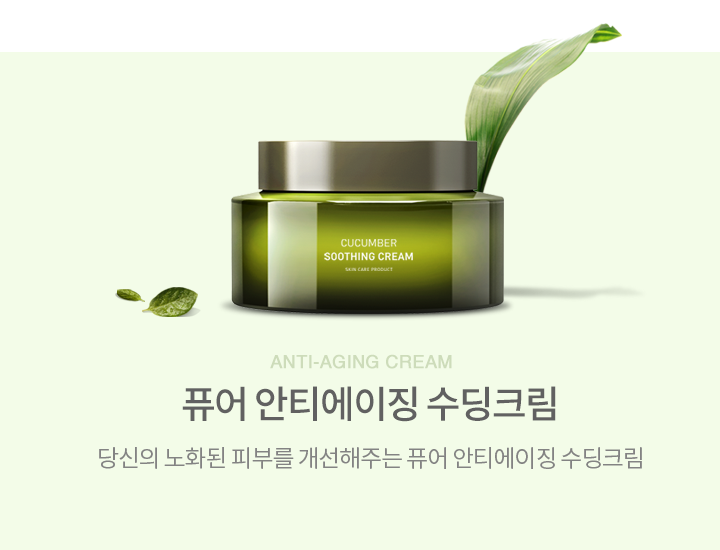 CUCUMBER
SOOTHING CREAM
SKIN CARE PRODUCT
ANTI-AGING CREAM
퓨어 안티에이징 수딩크림
당신의 노화된 피부를 개선해주는 퓨어 안티에이징 수딩크림